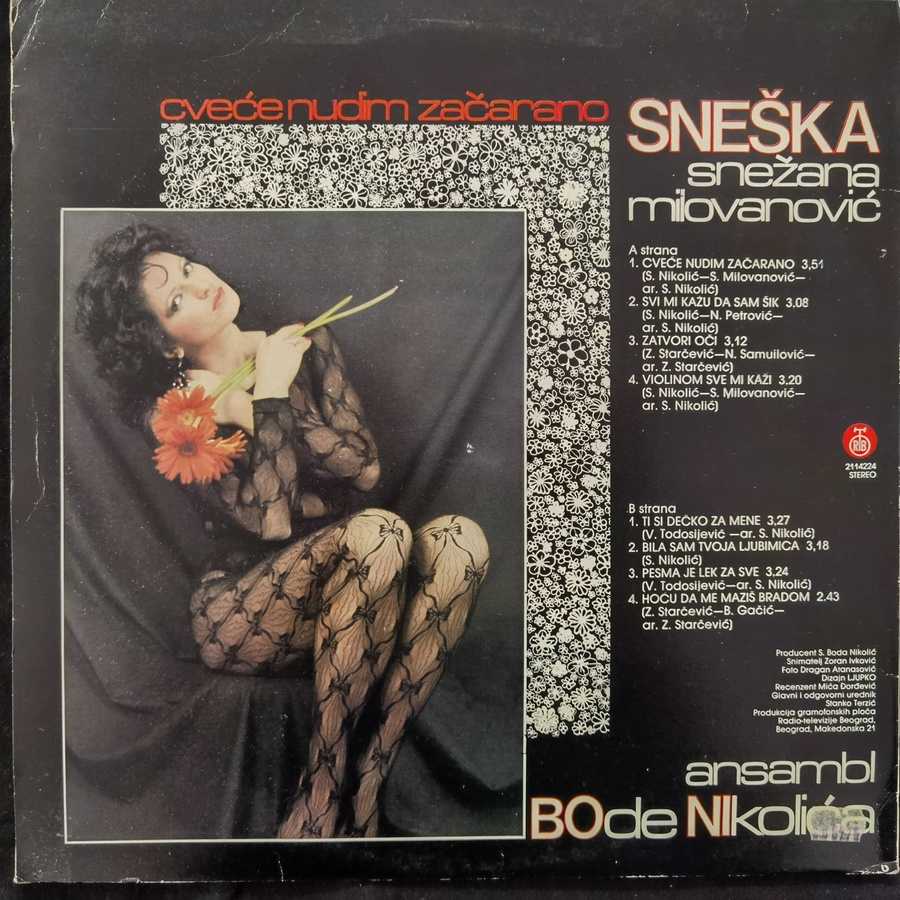 cveće nudim začarano
SNEŠKA
snežana
milovanović
A strana
1. CVEĆE NUDIM ZAČARANO 3,51
(S. Nikolić—S. Milovanović—
ar. S. Nikolić)
2. SVI MI KAŽU DA SAM ŠIK 3,08
(S. Nikolić—N. Petrović—
ar. S. Nikolić)
3. ZATVORI OČI 3,12
(Z. Starčević—N. Samuilović—
ar. Z. Starčević)
4. VIOLINOM SVE MI KAŽI 3.20
(S. Nikolić—S. Milovanović—
ar. S. Nikolić)
RTB
2114224
STEREO
B strana
1. TI SI DEČKO ZA MENE 3,27
(V. Todosijević —ar. S. Nikolić)
2. BILA SAM TVOJA LJUBIMICA 3,18
(S. Nikolić)
3. PESMA JE LEK ZA SVE 3.24
(V. Todosijević—ar. S. Nikolić)
4. HOĆU DA ME MAZIŠ BRADOM 2.43
(Z. Starčević—B. Gačić—
ar. Z. Starčević)
Producent S. Boda Nikolić
Snimatelj Zoran Ivković
Foto Dragan Atanasović
Dizajn LJUPKO
Recenzent Mića Đorđević
Glavni i odgovorni urednik
Stanko Terzić
Produkcija gramofonskih ploča
Radio-televizije Beograd,
Beograd, Makedonska 21
ansambl
BOde NIkolića